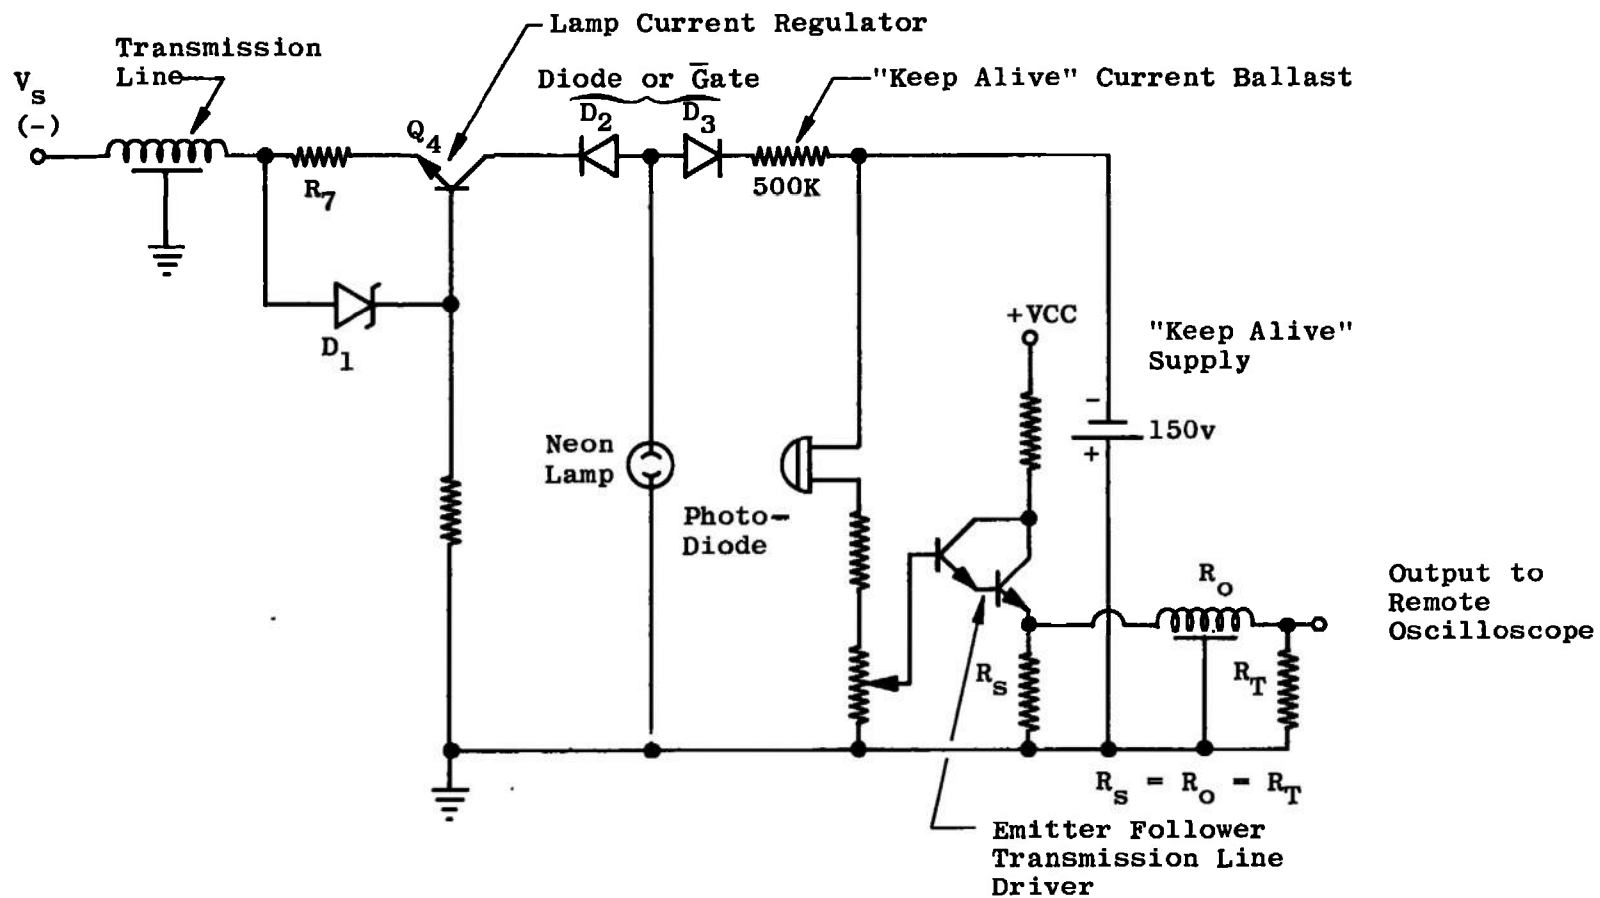 Lamp Current Regulator
Transmission
Line
Diode or G̅ate
"Keep Alive" Current Ballast
Vs
(-)
Q4
D2
D3
R7
500K
D1
+VCC
"Keep Alive"
Supply
-
150v
+
Neon
Lamp
Photo-
Diode
Ro
Output to
Remote
Oscilloscope
Rs
RT
Rs = Ro = RT
Emitter Follower
Transmission Line
Driver